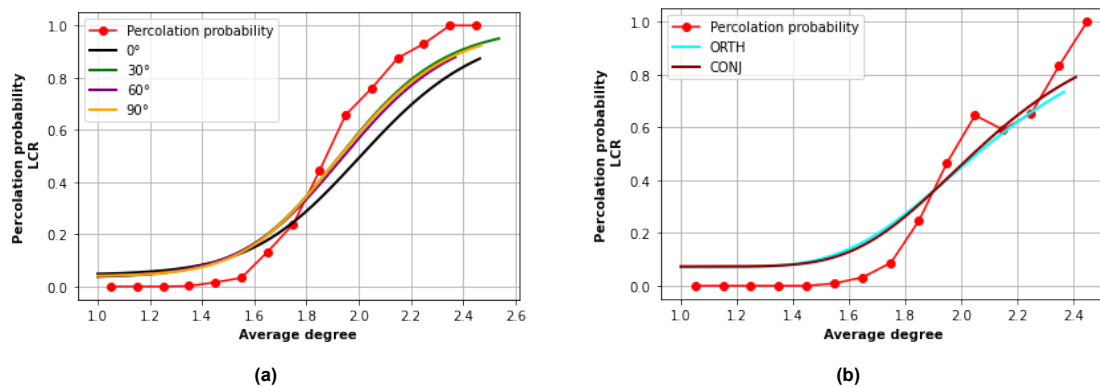 Percolation probability
0°
30°
60°
90°
Percolation probability
LCR
1.0
0.8
0.6
0.4
0.2
0.0
1.0 1.2 1.4 1.6 1.8 2.0 2.2 2.4 2.6
Average degree
(a)
Percolation probability
ORTH
CONJ
Percolation probability
LCR
1.0
0.8
0.6
0.4
0.2
0.0
1.0 1.2 1.4 1.6 1.8 2.0 2.2 2.4
Average degree
(b)